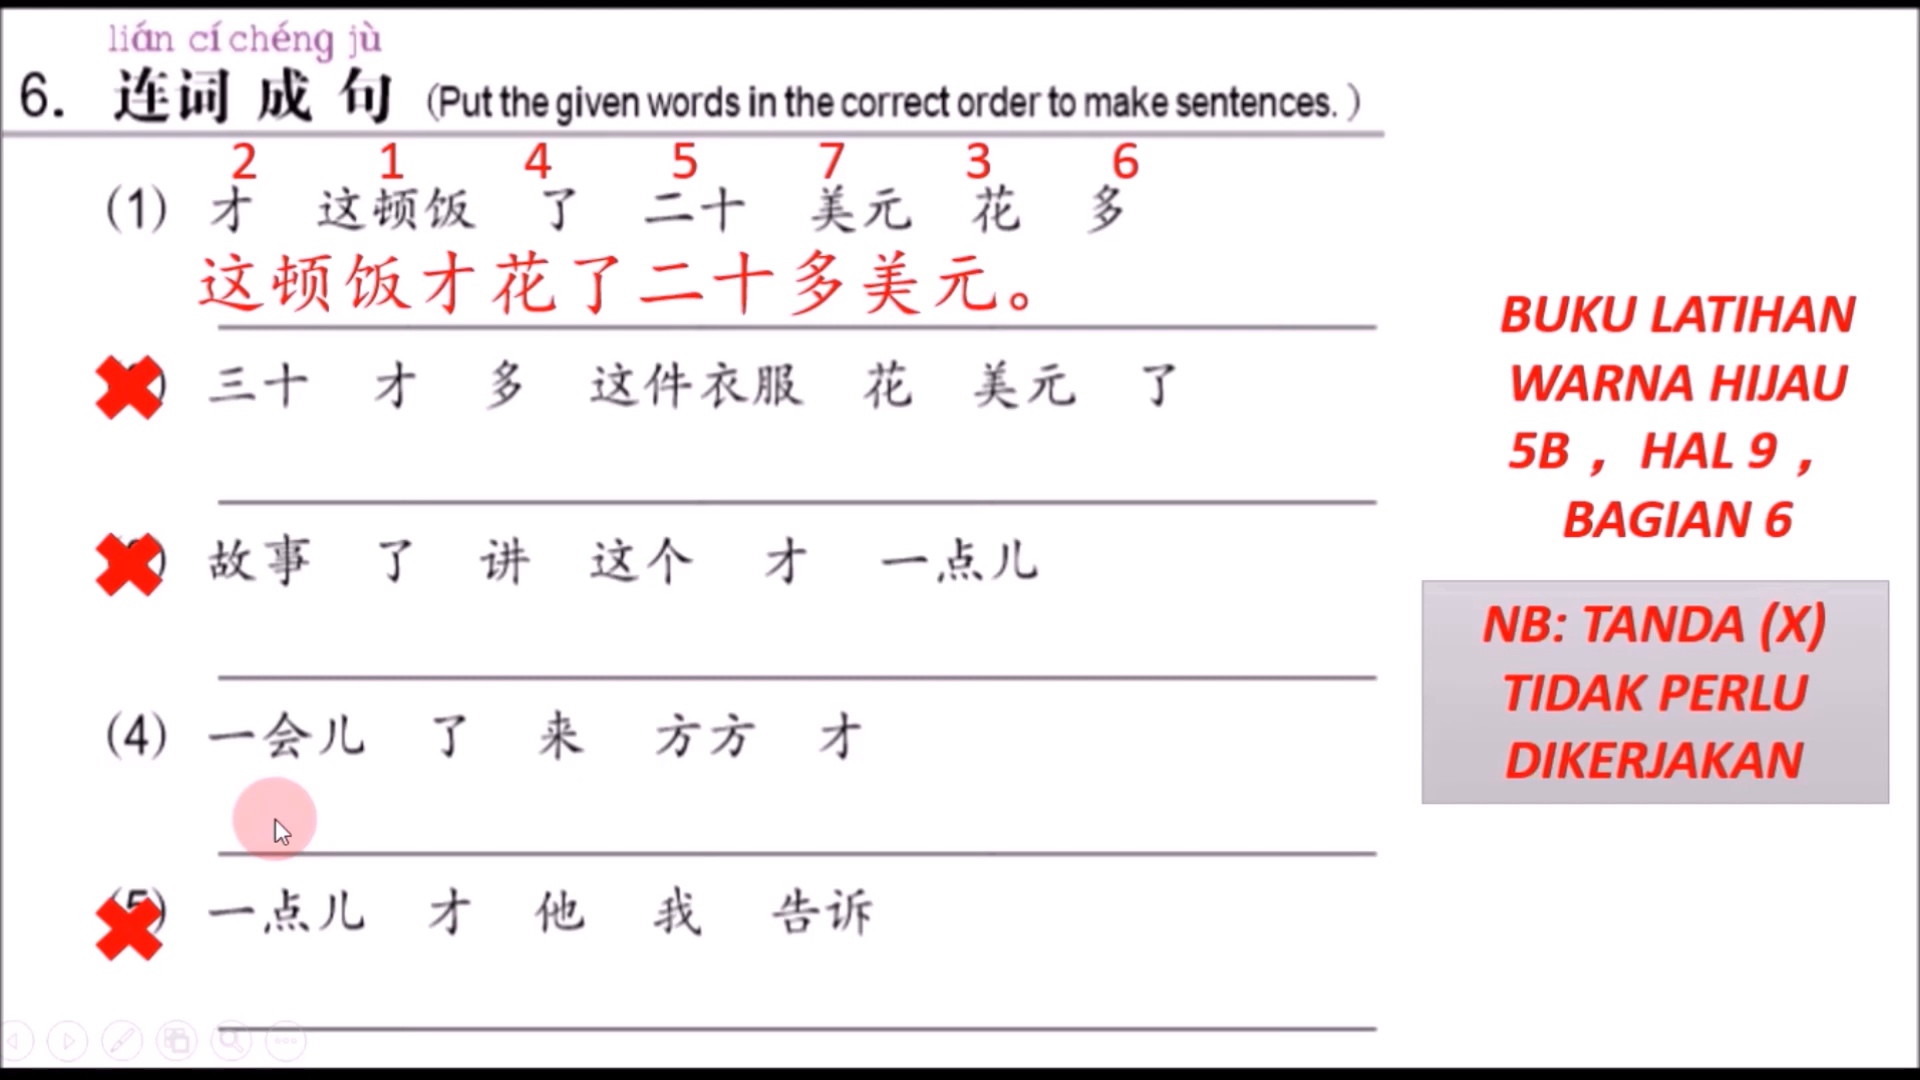 lián cí chéng jù
6. 连词成句 (Put the given words in the correct order to make sentences.)
2 1 4 5 7 3 6
(1) 才 这顿饭 了 二十 美元 花 多
这顿饭才花了二十多美元。
三十 才 多 这件衣服 花 美元 了
故事 了 讲 这个 才 一点儿
(4) 一会儿 了 来 方方 才
(5) 一点儿 才 他 我 告诉
BUKU LATIHAN
WARNA HIJAU
5B , HAL 9 ,
BAGIAN 6
NB: TANDA (X)
TIDAK PERLU
DIKERJAKAN